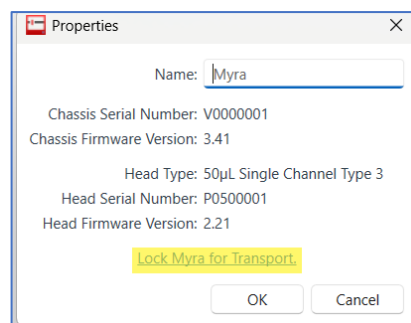 Properties
Name: Myra
Chassis Serial Number: V0000001
Chassis Firmware Version: 3.41
Head Type: 50µL Single Channel Type 3
Head Serial Number: P0500001
Head Firmware Version: 2.21
Lock Myra for Transport.
OK Cancel